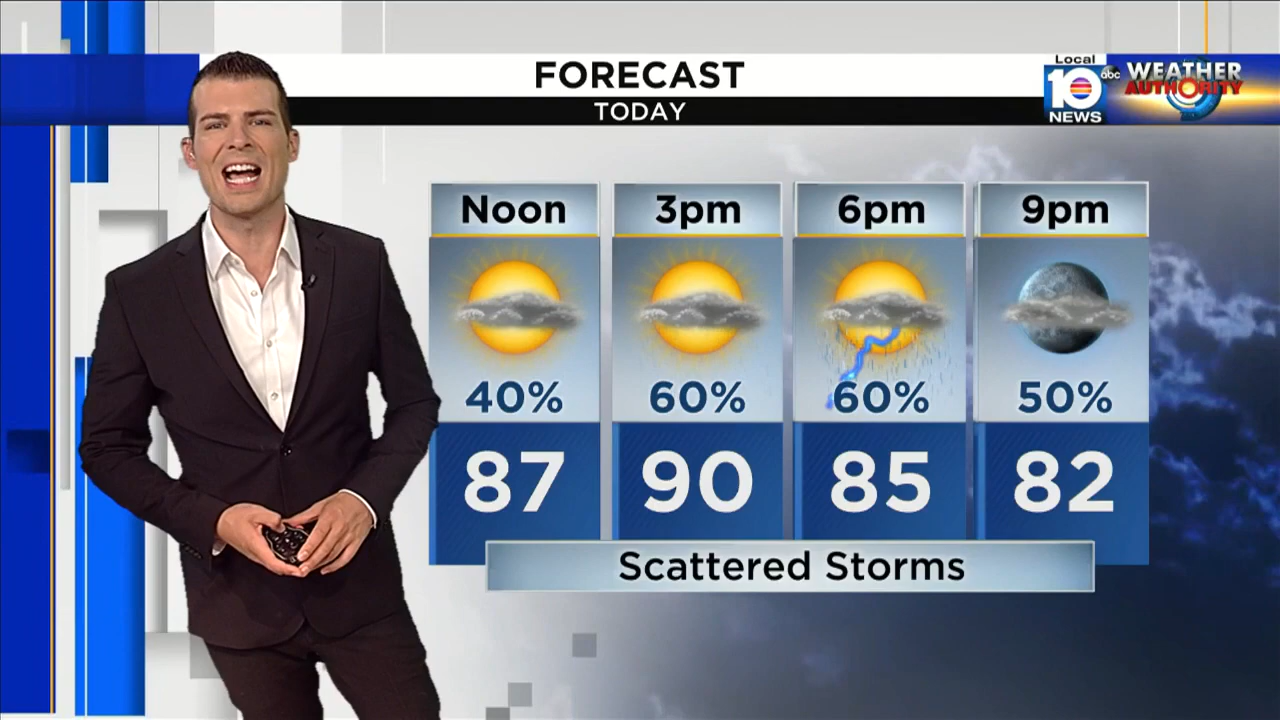 FORECAST
TODAY
Local
10
abc
NEWS
WEATHER
AUTHORITY
Noon
3pm
6pm
9pm
40%
60%
60%
50%
87
90
85
82
Scattered Storms